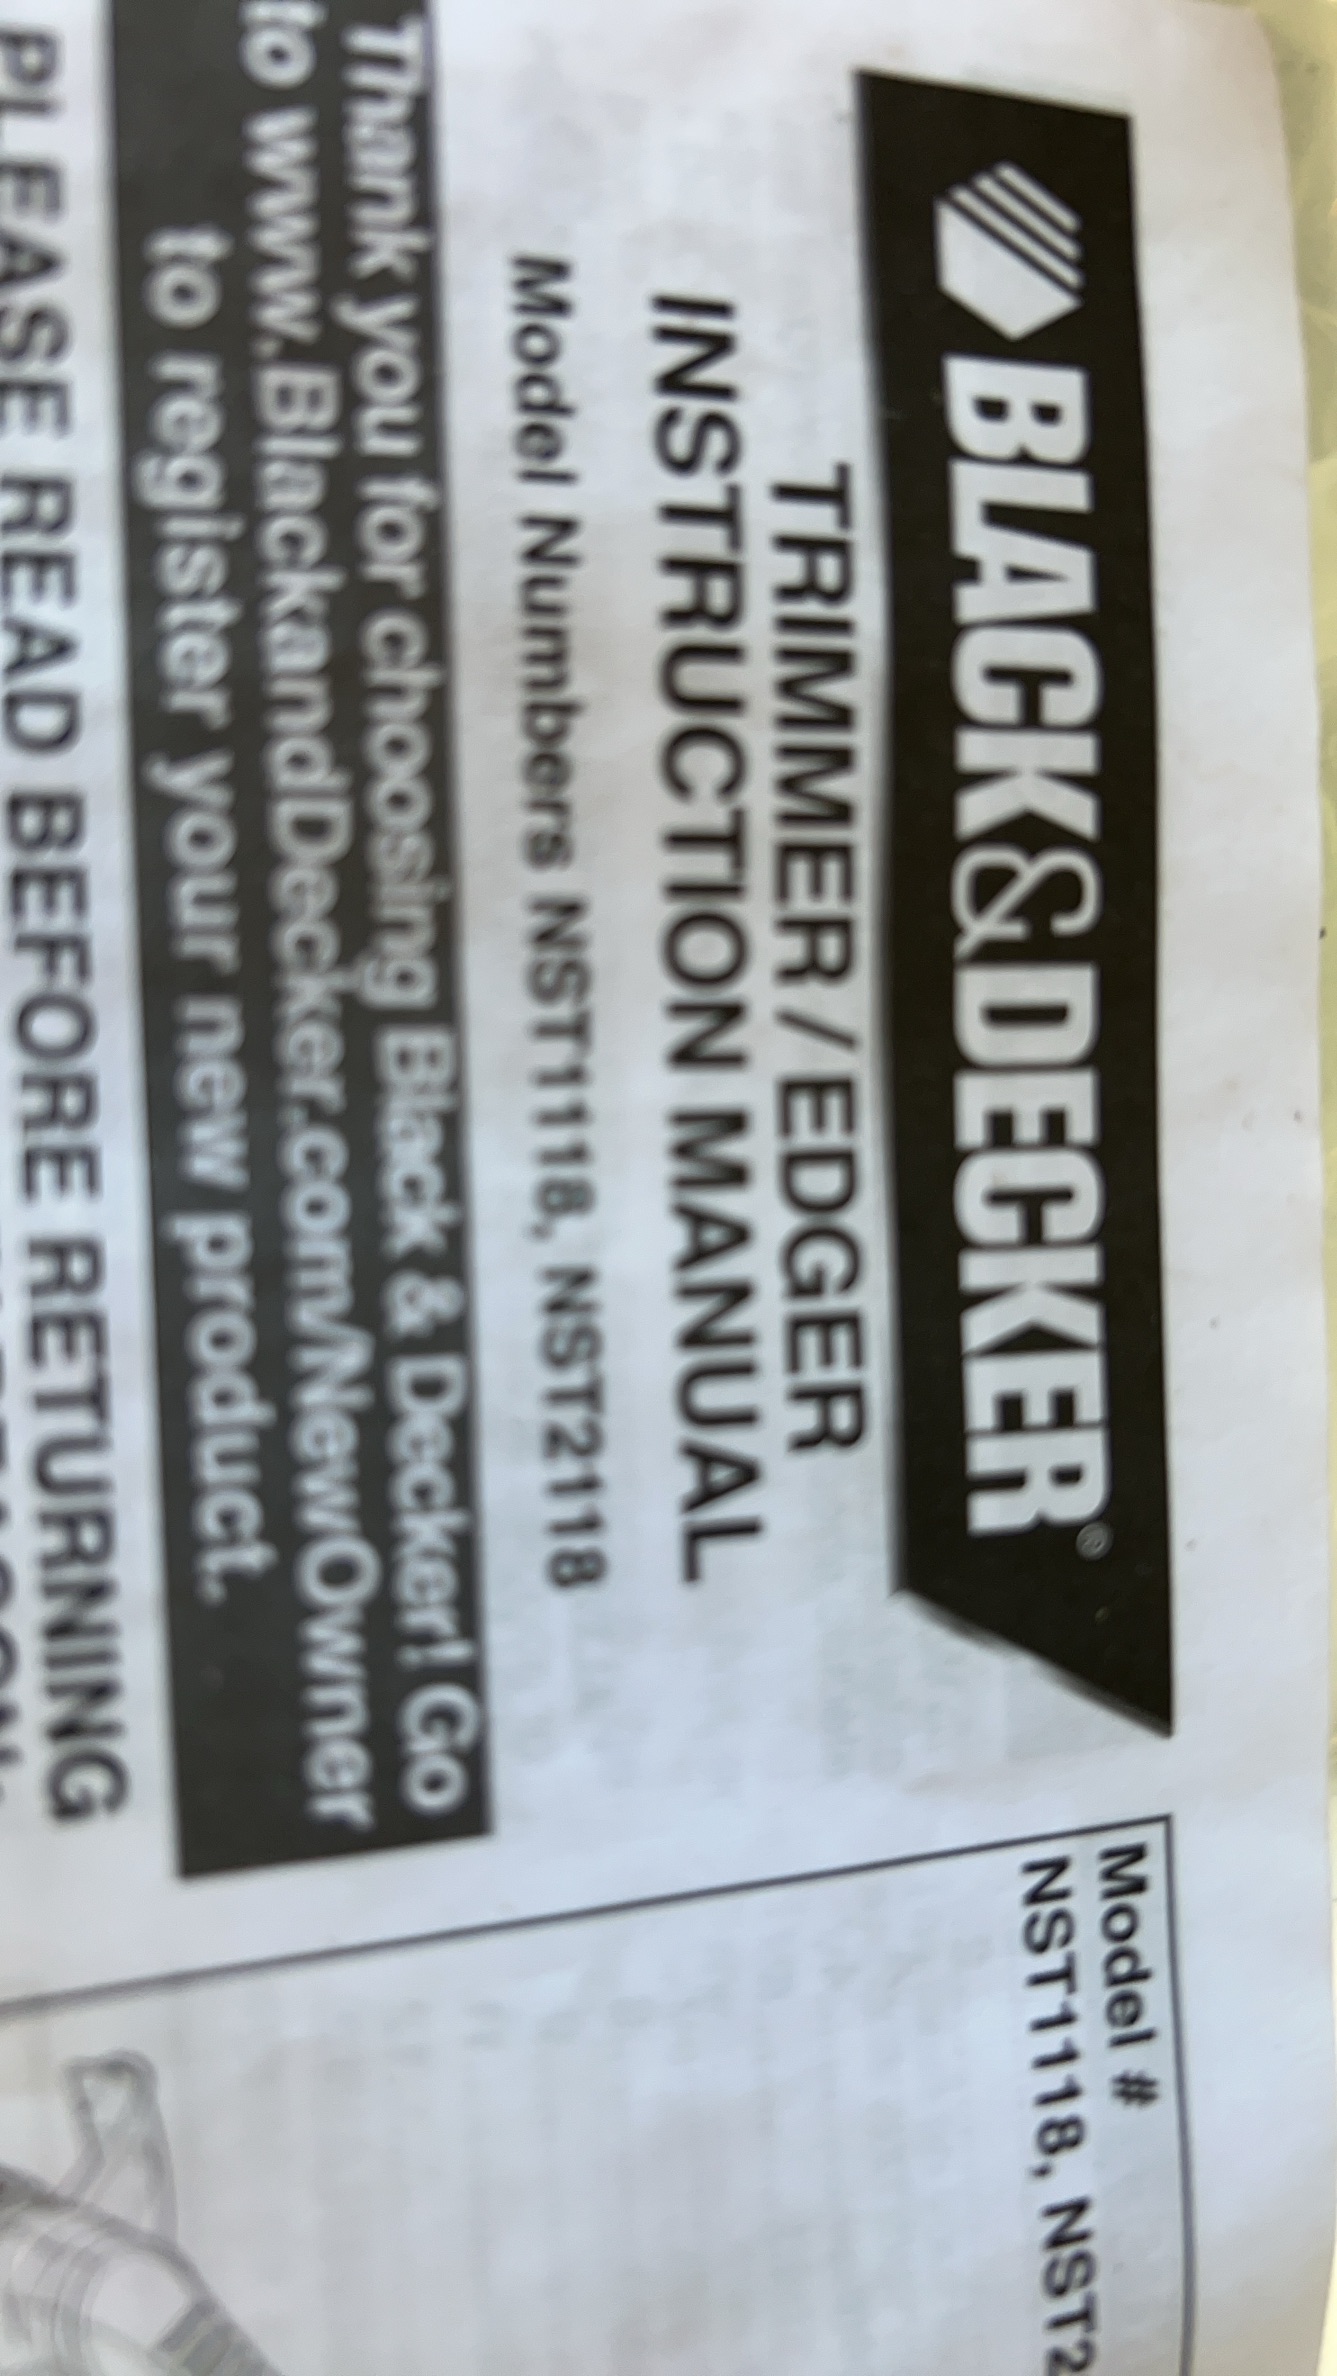 BLACK&DECKER®
TRIMMER / EDGER
INSTRUCTION MANUAL
Model Numbers NST1118, NST2118
Thank you for choosing Black & Decker! Go
to www.BlackandDecker.com/NewOwner
to register your new product.
PLEASE READ BEFORE RETURNING
Model #
NST1118, NST2